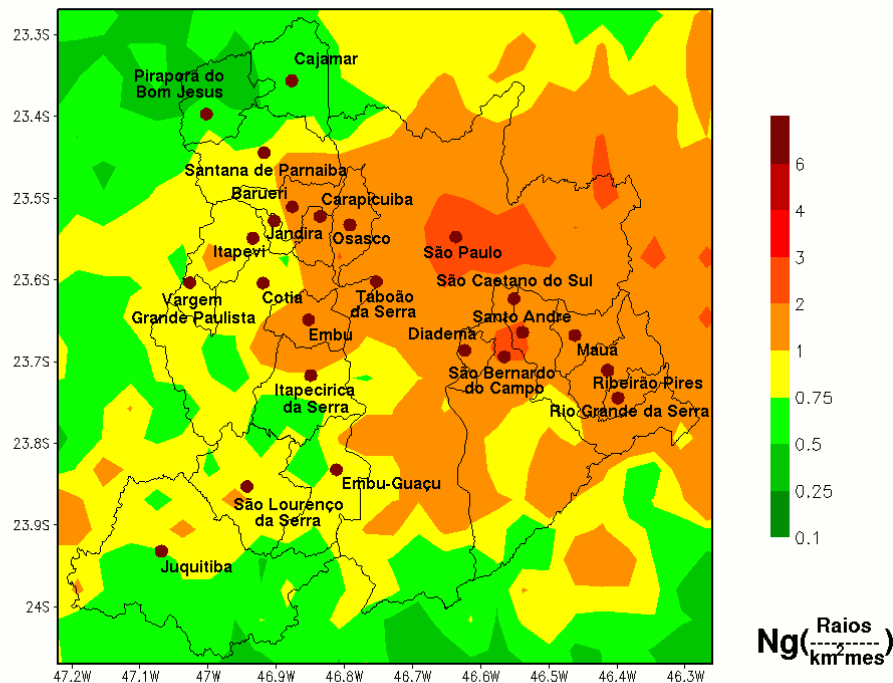 23.3S
23.4S
23.5S
23.6S
23.7S
23.8S
23.9S
24S
Cajamar
Pirapora do
Bom Jesus
Santana de Parnaiba
Barueri
Carapicuiba
Jandira
Osasco
Itapevi
São Paulo
São Caetano do Sul
Vargem
Grande Paulista
Cotia
Taboão
da Serra
Santo Andre
Embu
Diadema
Mauá
São Bernardo
do Campo
Ribeirão Pires
Itapecirica
da Serra
Rio Grande da Serra
Embu-Guaçu
São Lourenço
da Serra
Juquitiba
47.2W 47.1W 47W 46.9W 46.8W 46.7W 46.6W 46.5W 46.4W 46.3W
6
4
3
2
1
0.75
0.5
0.25
0.1
Ng(Raios
km²mes)